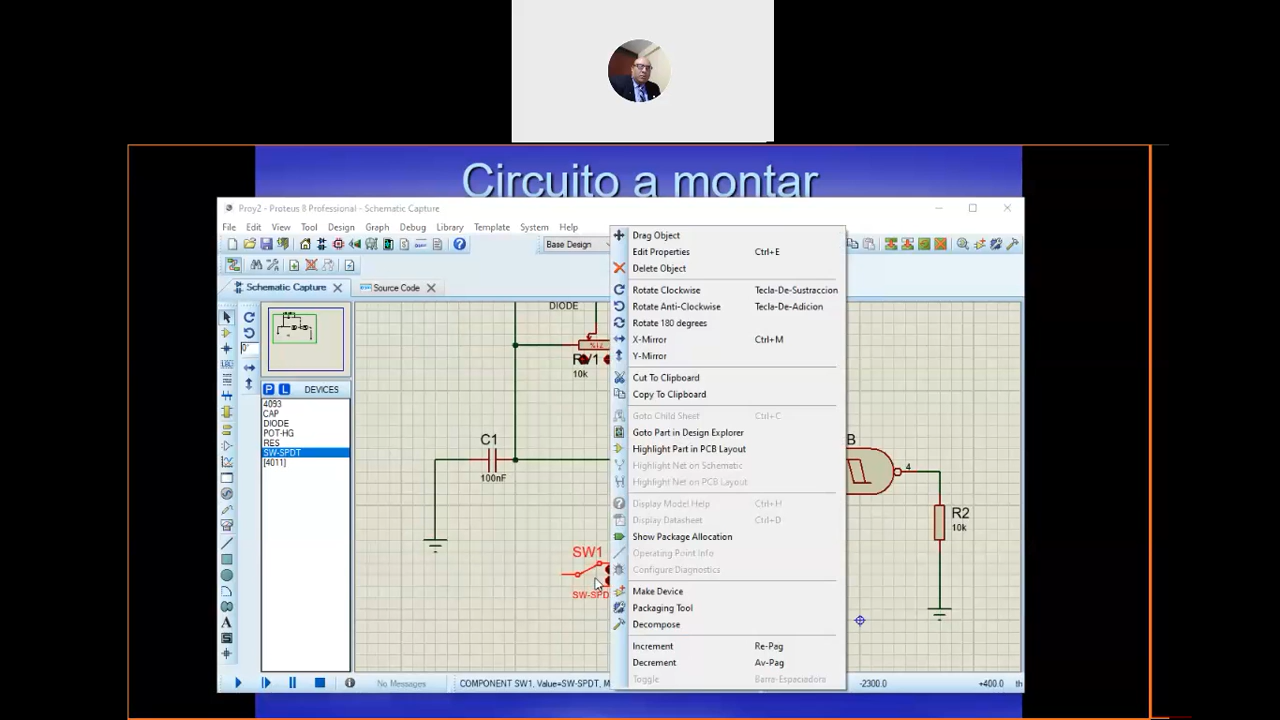 Circuito a montar
Proy2 - Proteus 8 Professional - Schematic Capture
File Edit View Tool Design Graph Debug Library Template System Help
Base Design
Schematic Capture
Source Code
0°
P L DEVICES
4093
CAP
DIODE
POT-HG
RES
SW-SPDT
[4011]
DIODE
10k
C1
100nF
SW1
B
4
R2
10k
Drag Object
Edit Properties Ctrl+E
Delete Object
Rotate Clockwise Tecla-De-Sustraccion
Rotate Anti-Clockwise Tecla-De-Adicion
Rotate 180 degrees
X-Mirror Ctrl+M
Y-Mirror
Cut To Clipboard
Copy To Clipboard
Goto Child Sheet Ctrl+C
Goto Part in Design Explorer
Highlight Part in PCB Layout
Highlight Net on Schematic
Highlight Net on PCB Layout
Display Model Help Ctrl+H
Display Datasheet Ctrl+D
Show Package Allocation
Operating Point Info
Configure Diagnostics
Make Device
Packaging Tool
Decompose
Increment Re-Pag
Decrement Av-Pag
Toggle Barra-Espaciadora
No Messages
COMPONENT SW1, Value=SW-SPDT, M
-2300.0 +400.0 th